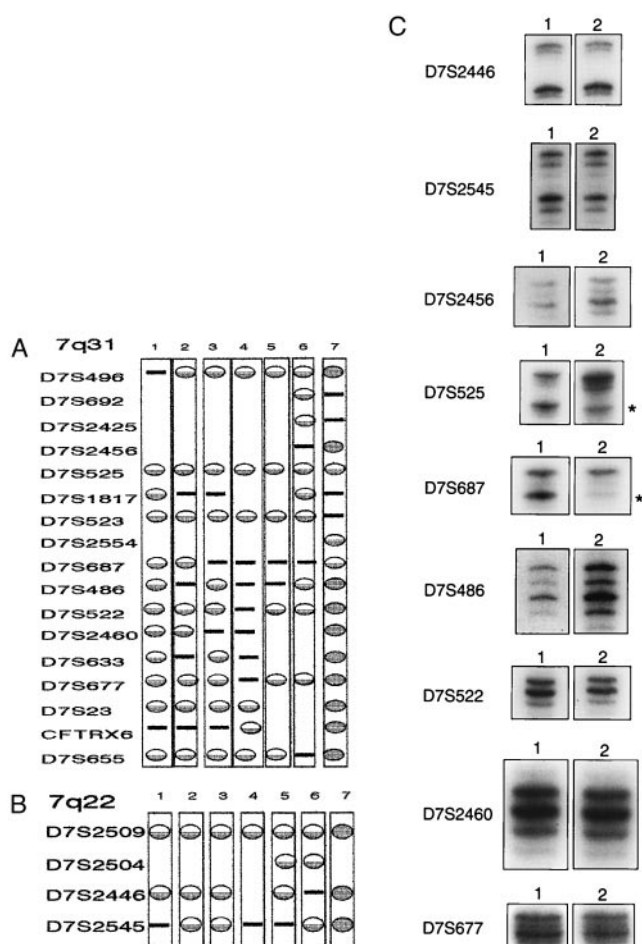 A 7q31
1 2 3 4 5 6 7
D7S496
D7S692
D7S2425
D7S2456
D7S525
D7S1817
D7S523
D7S2554
D7S687
D7S486
D7S522
D7S2460
D7S633
D7S677
D7S23
CFTRX6
D7S655
B 7q22
1 2 3 4 5 6 7
D7S2509
D7S2504
D7S2446
D7S2545
C
1 2
D7S2446
1 2
D7S2545
1 2
D7S2456
1 2
D7S525 *
1 2
D7S687 *
1 2
D7S486
1 2
D7S522
1 2
D7S2460
1 2
D7S677